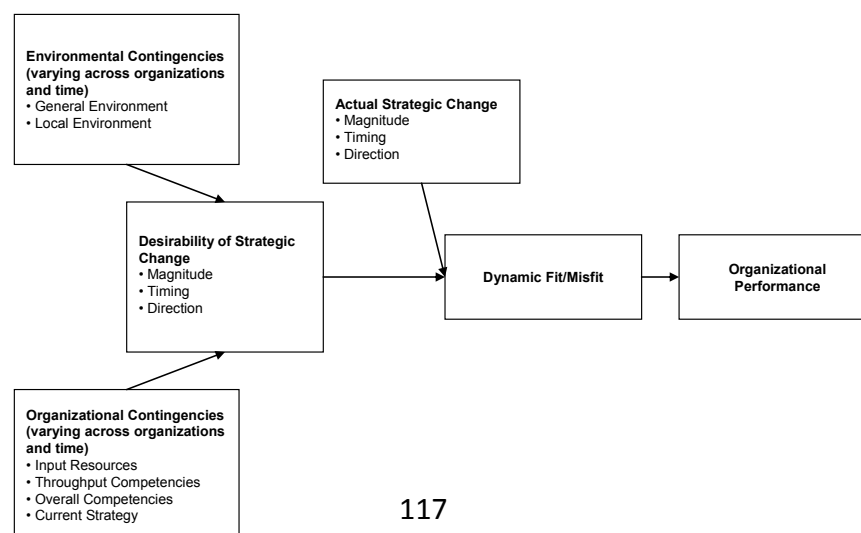 Environmental Contingencies
(varying across organizations
and time)
• General Environment
• Local Environment
Actual Strategic Change
• Magnitude
• Timing
• Direction
Desirability of Strategic
Change
• Magnitude
• Timing
• Direction
Dynamic Fit/Misfit
Organizational
Performance
Organizational Contingencies
(varying across organizations
and time)
• Input Resources
• Throughput Competencies
• Overall Competencies
• Current Strategy
117